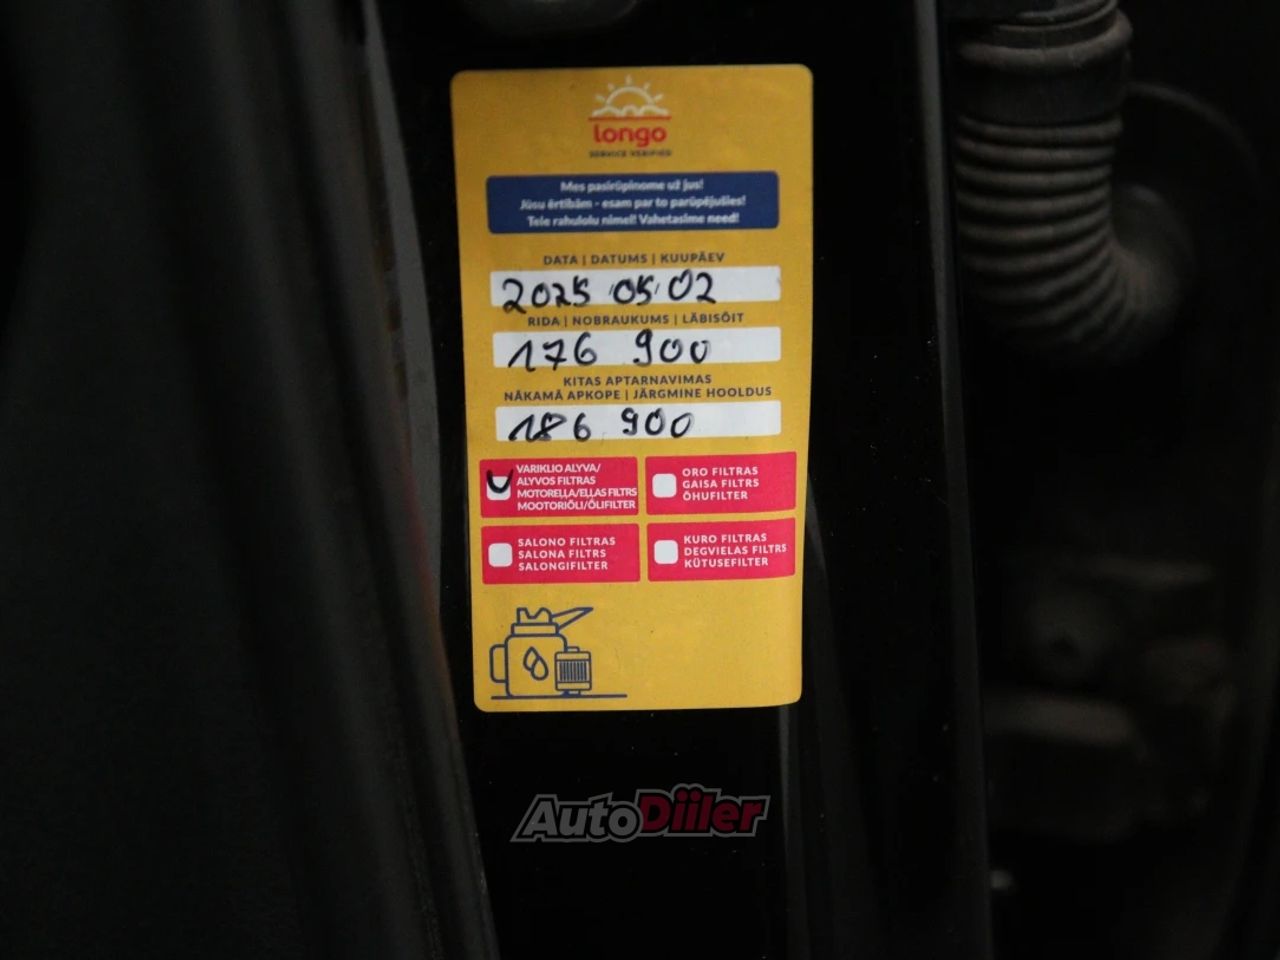 longo
SERVICE VERIFIED
Mes pasirūpinome už jus!
Jūsu ērtībām - esam par to parūpējušies!
Teie rahulolu nimel! Vahetasime need!
DATA | DATUMS | KUUPÄEV
2025 05 02
RIDA | NOBRAUKUMS | LÄBISÕIT
176 900
KITAS APTARNAVIMAS
NĀKAMĀ APKOPE | JÄRGMINE HOOLDUS
186 900
VARIKLIO ALYVA/
ALYVOS FILTRAS
MOTOREĻĻA/EĻĻAS FILTRS
MOOTORIÕLI/ÕLIFILTER
ORO FILTRAS
GAISA FILTRS
ÕHUFILTER
SALONO FILTRAS
SALONA FILTRS
SALONGIFILTER
KURO FILTRAS
DEGVIELAS FILTRS
KÜTUSEFILTER
AutoDiiler